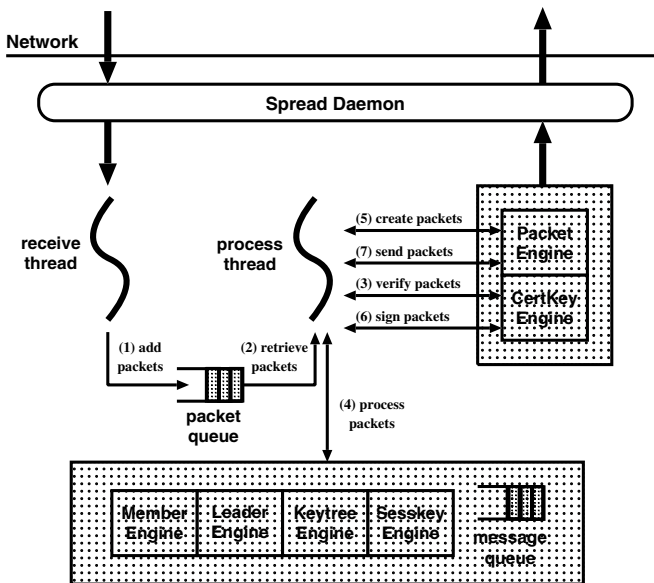 Network
Spread Daemon
receive
thread
process
thread
(5) create packets
(7) send packets
(3) verify packets
(6) sign packets
Packet
Engine
CertKey
Engine
(1) add
packets
(2) retrieve
packets
packet
queue
(4) process
packets
Member
Engine
Leader
Engine
Keytree
Engine
Sesskey
Engine
message
queue